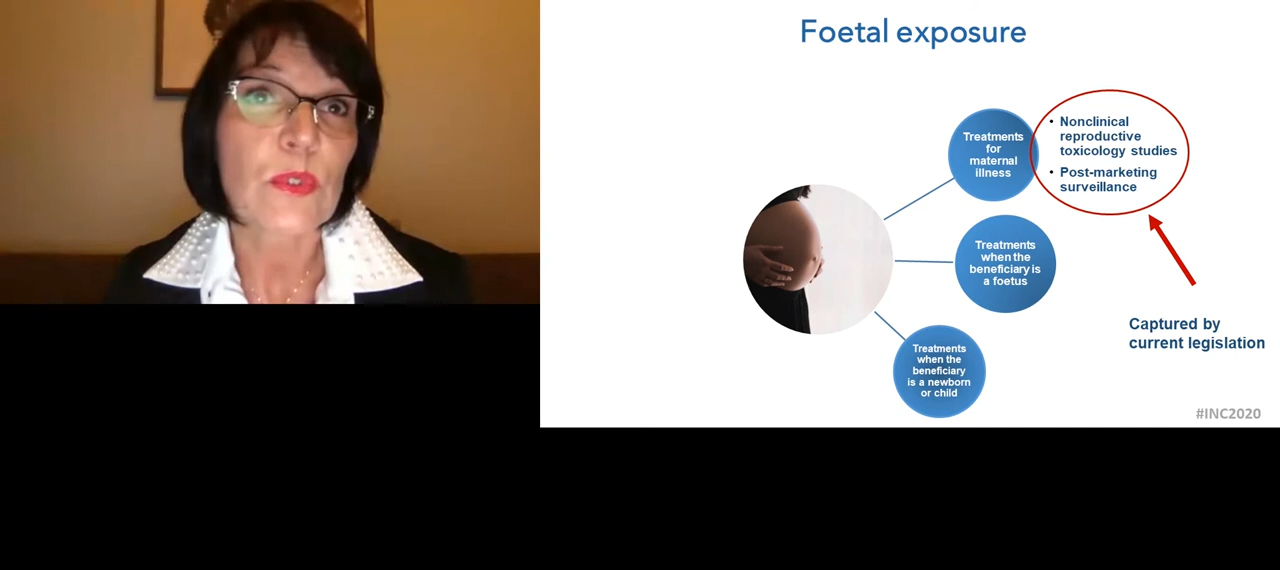 Foetal exposure
Treatments
for
maternal
illness
• Nonclinical
reproductive
toxicology studies
• Post-marketing
surveillance
Treatments
when the
beneficiary is
a foetus
Captured by
current legislation
Treatments
when the
beneficiary
is a newborn
or child
#INC2020